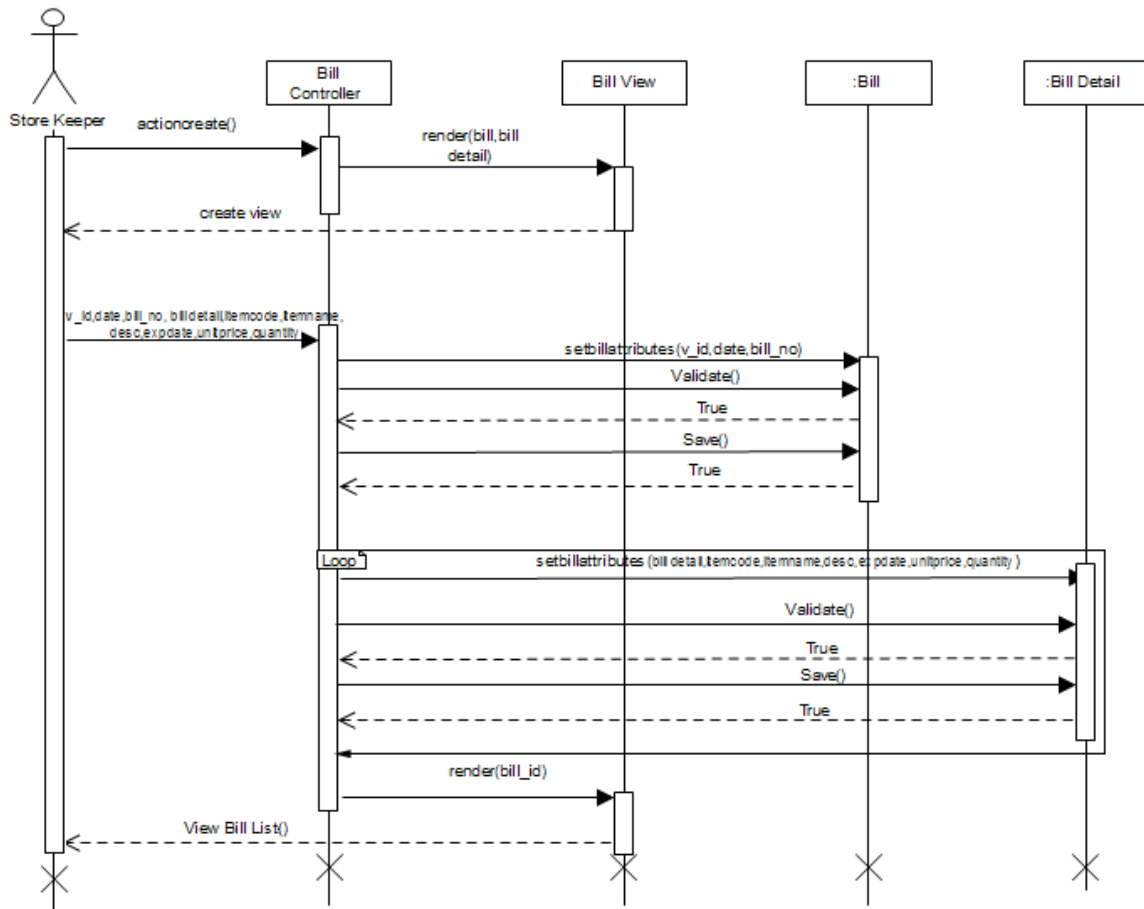 Bill
Controller
Bill View
:Bill
:Bill Detail
Store Keeper
actioncreate()
render(bill,bill
detail)
create view
v_id,date,bill_no, billdetail,itemcode,itemname,
desc,expdate,unitprice,quantity
setbillattributes(v_id,date,bill_no)
Validate()
True
Save()
True
Loop
setbillattributes(billdetail,itemcode,itemname,desc,expdate,unitprice,quantity )
Validate()
True
Save()
True
render(bill_id)
View Bill List()